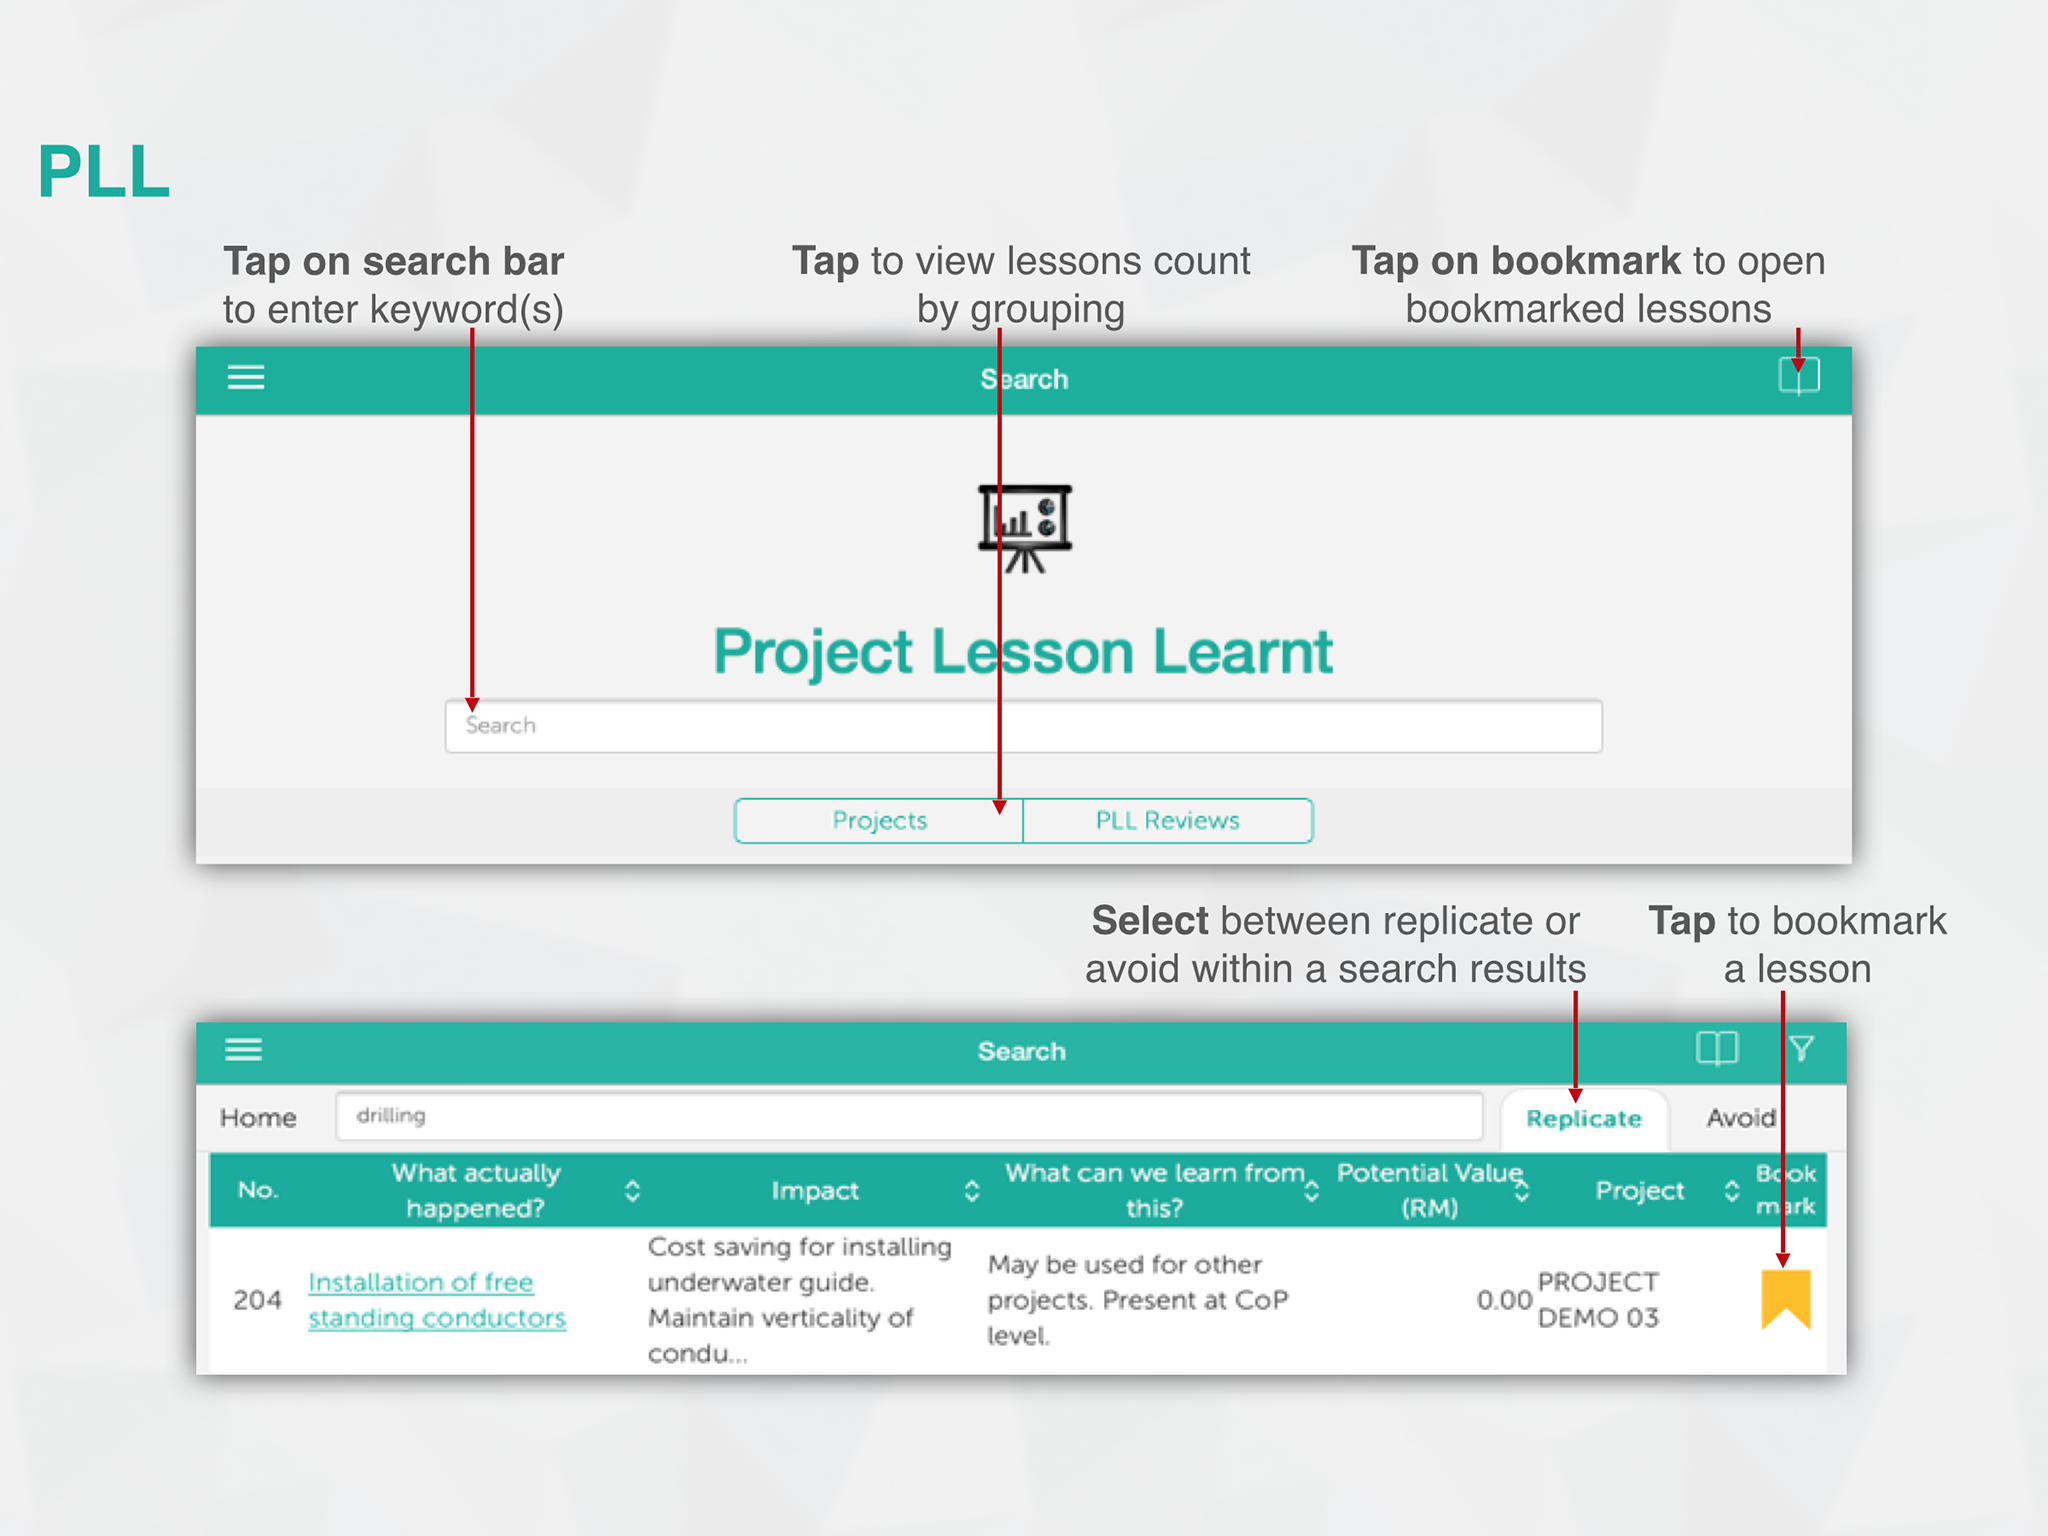 PLL
Tap on search bar
to enter keyword(s)
Tap to view lessons count
by grouping
Tap on bookmark to open
bookmarked lessons
Search
Project Lesson Learnt
Search
Projects
PLL Reviews
Select between replicate or
avoid within a search results
Tap to bookmark
a lesson
Search
Home
drilling
Replicate
Avoid
No.
What actually
happened?
Impact
What can we learn from
this?
Potential Value
(RM)
Project
Book
mark
204
Installation of free
standing conductors
Cost saving for installing
underwater guide.
Maintain verticality of
condu...
May be used for other
projects. Present at CoP
level.
0.00
PROJECT
DEMO 03